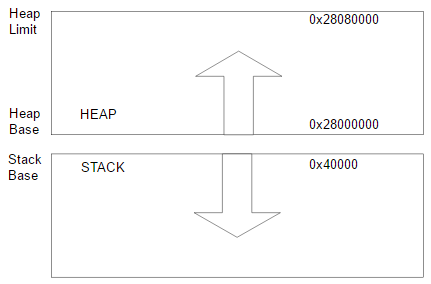 Heap
Limit
0x28080000
Heap
Base
HEAP
0x28000000
Stack
Base
STACK
0x40000